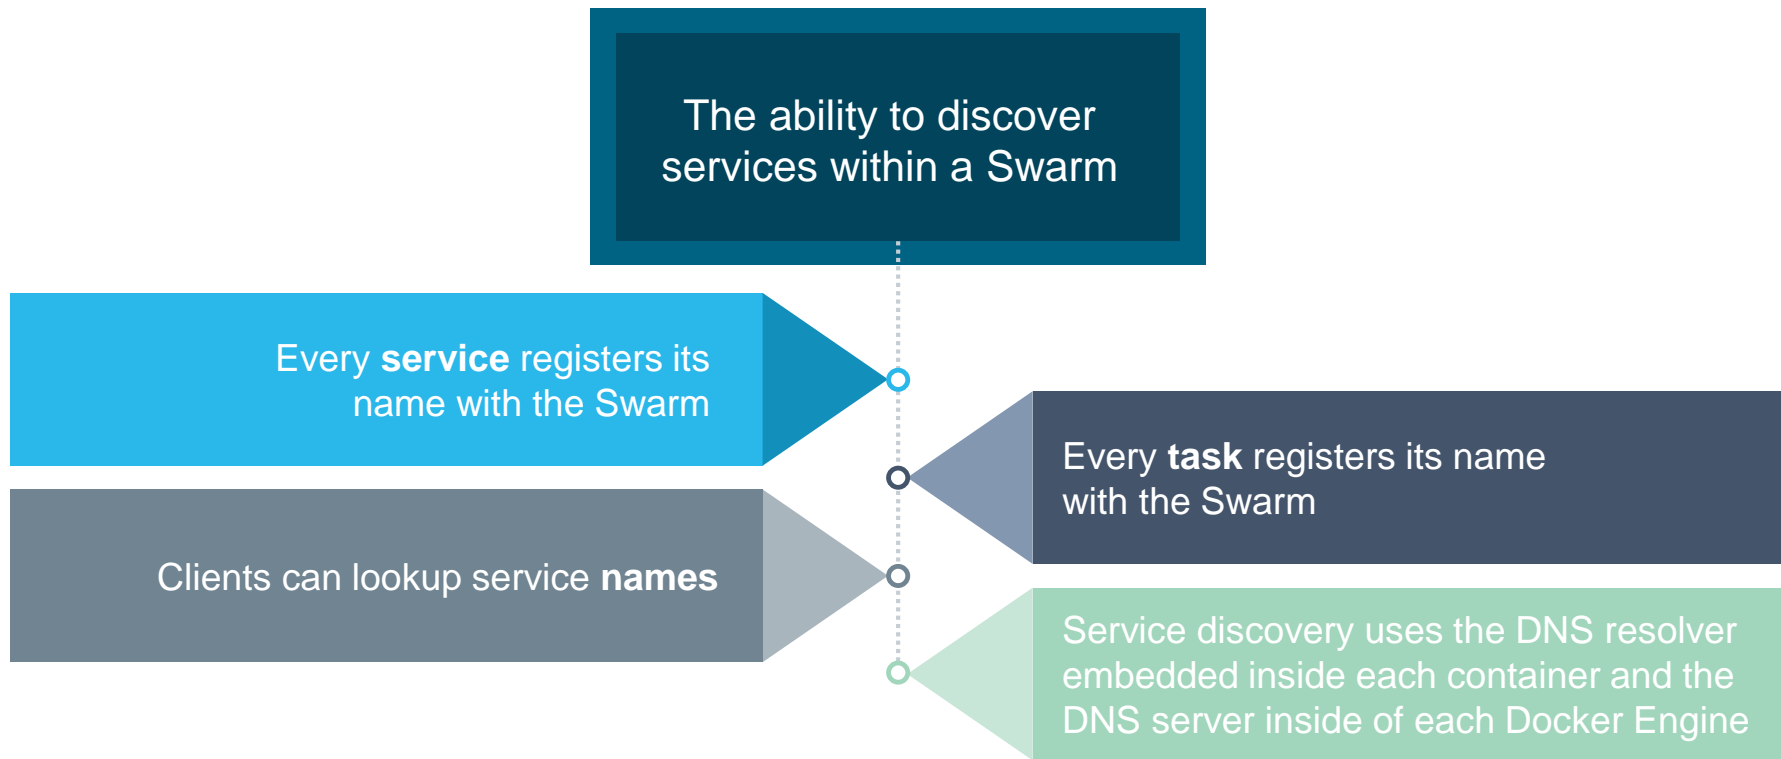 The ability to discover
services within a Swarm
Every service registers its
name with the Swarm
Every task registers its name
with the Swarm
Clients can lookup service names
Service discovery uses the DNS resolver
embedded inside each container and the
DNS server inside of each Docker Engine